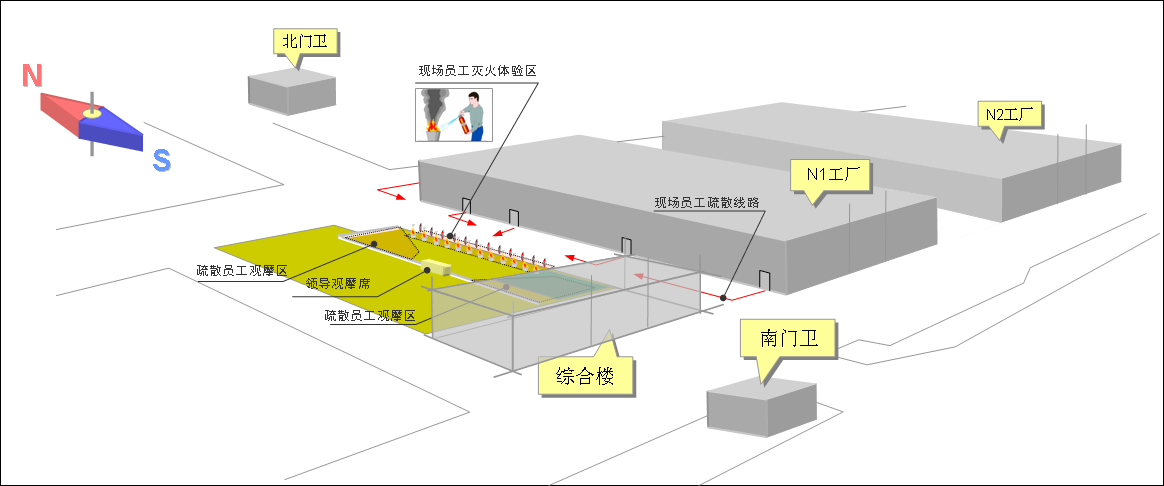 北门卫
N
现场员工灭火体验区
N2工厂
S
N1工厂
现场员工疏散线路
疏散员工观摩区
领导观摩席
疏散员工观摩区
南门卫
综合楼